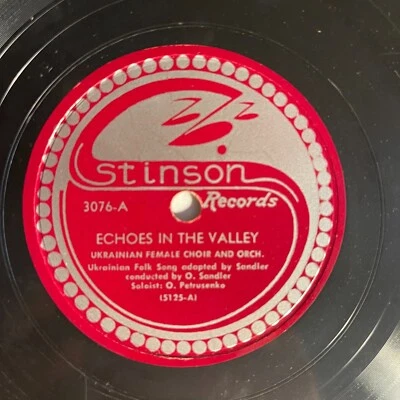 Stinson
3076-A Records
ECHOES IN THE VALLEY
UKRAINIAN FEMALE CHOIR AND ORCH.
Ukrainian Folk Song adapted by Sandler
conducted by O. Sandler
Soloist: O. Petrusenko
(5125-A)